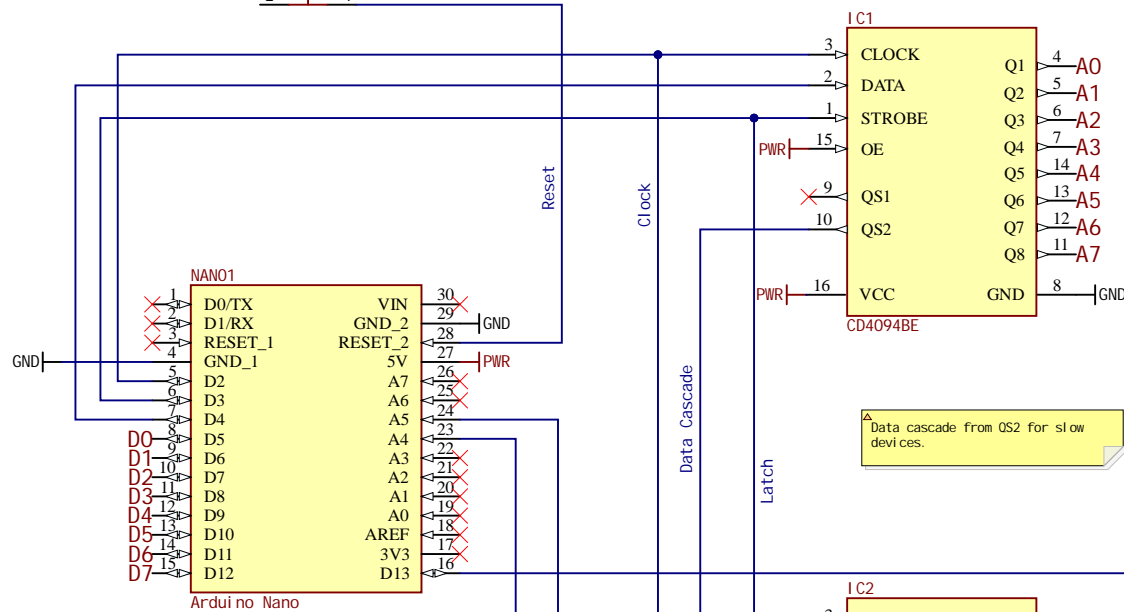 IC1
3 CLOCK
2 DATA
1 STROBE
PWR 15 OE
9 QS1
10 QS2
PWR 16 VCC
Q1 4 A0
Q2 5 A1
Q3 6 A2
Q4 7 A3
Q5 14 A4
Q6 13 A5
Q7 12 A6
Q8 11 A7
GND 8 GND
CD4094BE
Reset
Clock
Data Cascade
Latch
NANO1
1 D0/TX
2 D1/RX
3 RESET_1
GND 4 GND_1
5 D2
6 D3
7 D4
D0 8 D5
D1 9 D6
D2 10 D7
D3 11 D8
D4 12 D9
D5 13 D10
D6 14 D11
D7 15 D12
VIN 30
GND_2 29 GND
RESET_2 28
5V 27 PWR
A7 26
A6 25
A5 24
A4 23
A3 22
A2 21
A1 20
A0 19
AREF 18
3V3 17
D13 16
Arduino Nano
Data cascade from QS2 for slow
devices.
IC2